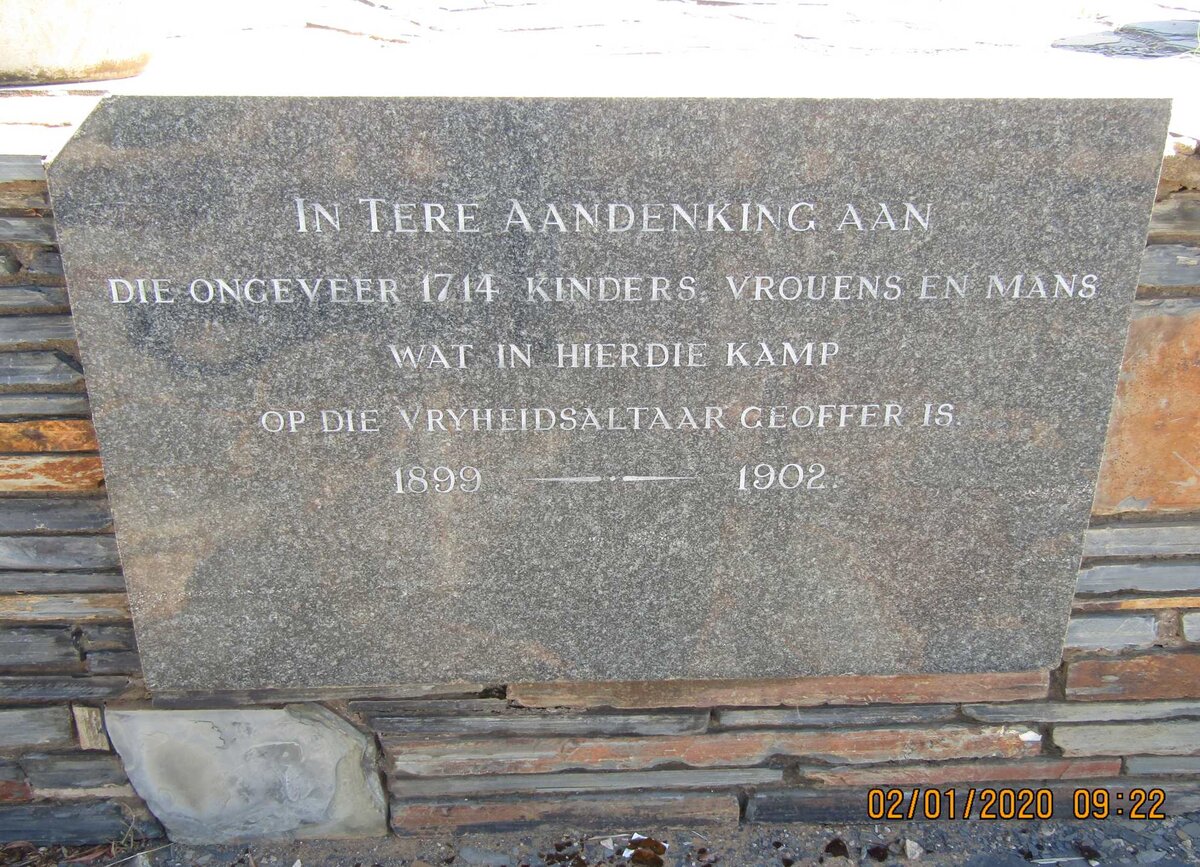 IN TERE AANDENKING AAN
DIE ONGEVEER 1714 KINDERS, VROUENS EN MANS
WAT IN HIERDIE KAMP
OP DIE VRYHEIDSALTAAR GEOFFER IS.
1899 — 1902.
02/01/2020 09:22